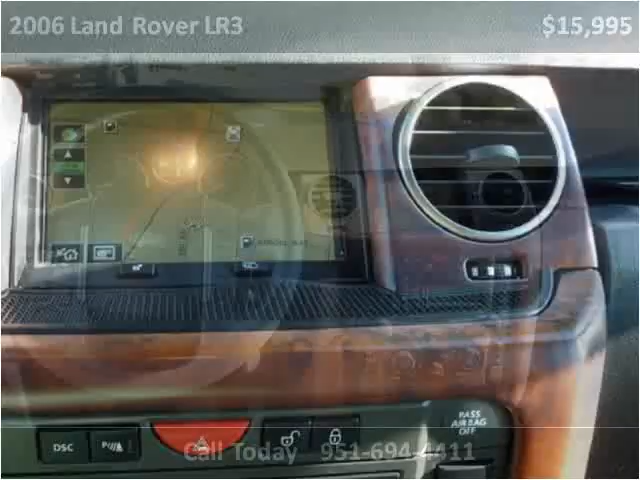 2006 Land Rover LR3 $15,995
PASS
AIRBAG
OFF
DSC
Call Today 951-694-4411